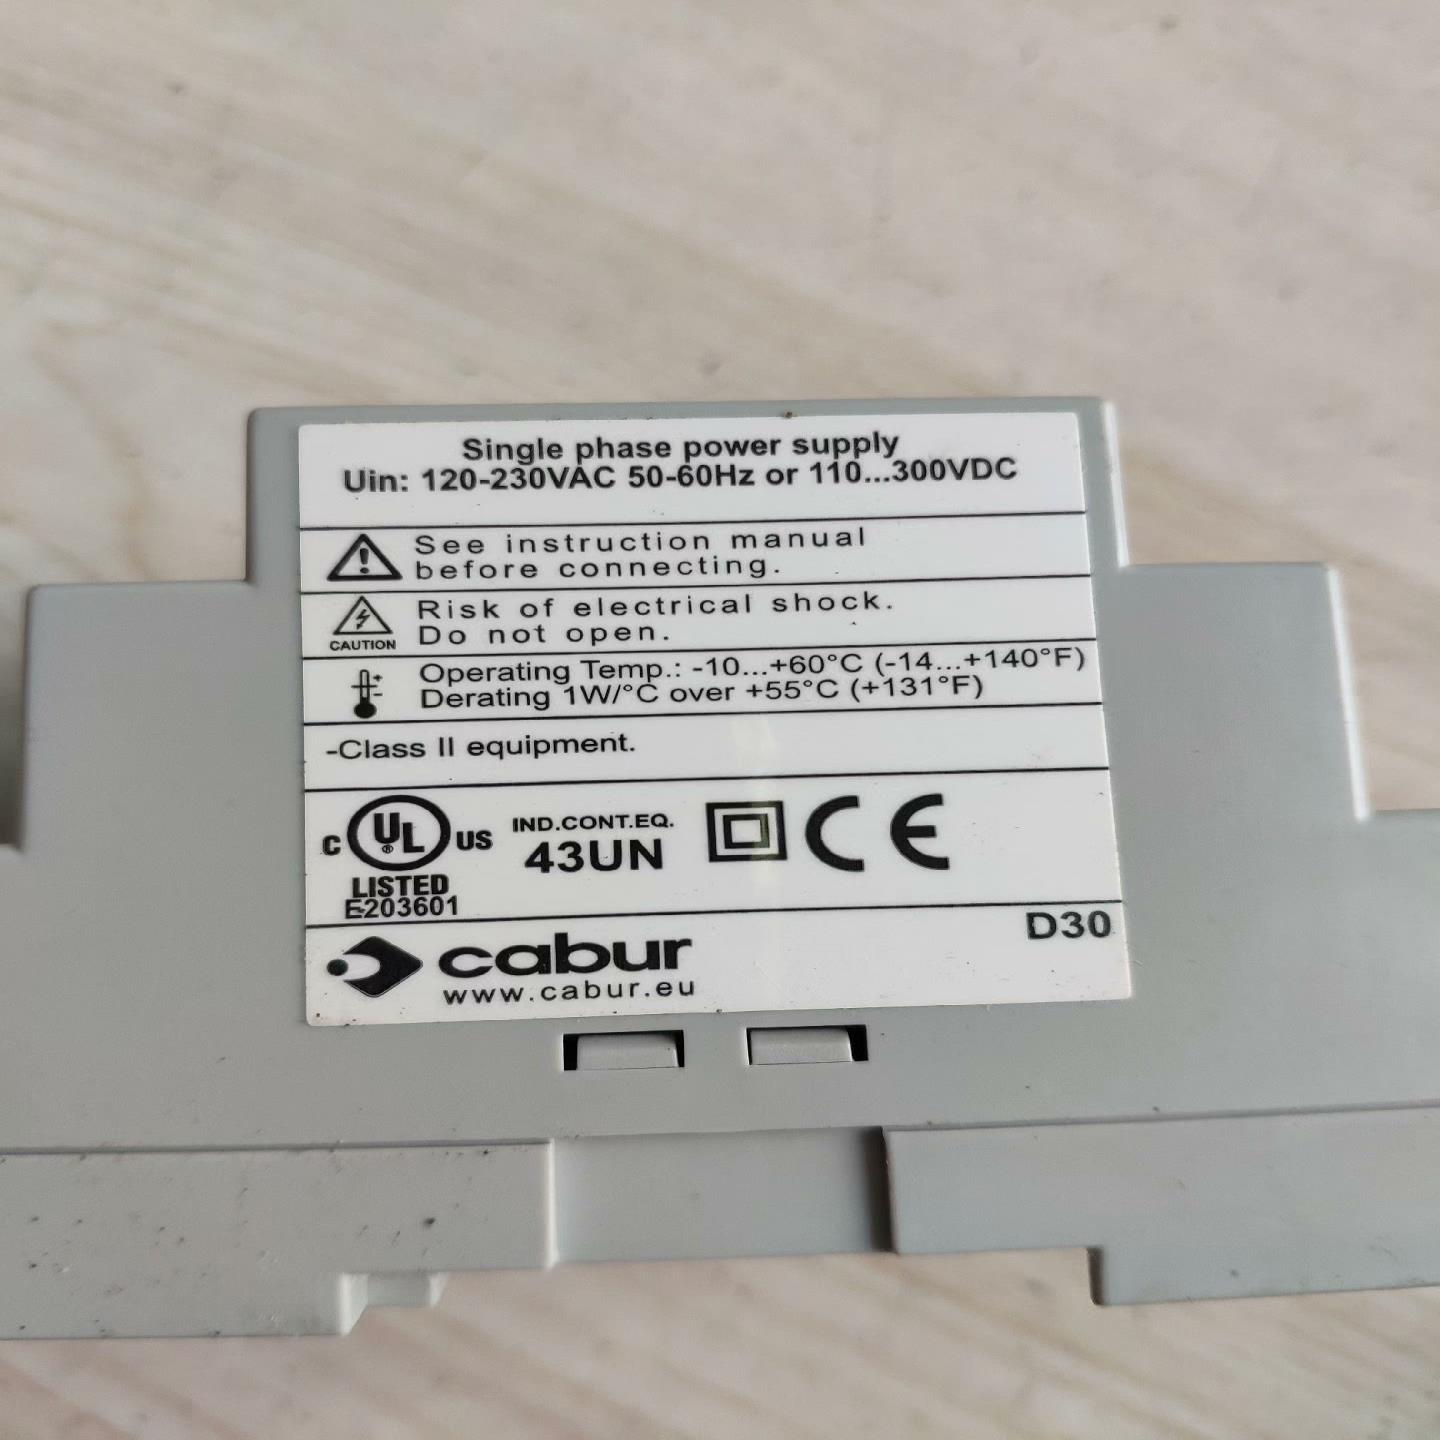 Single phase power supply
Uin: 120-230VAC 50-60Hz or 110...300VDC
See instruction manual
before connecting.
Risk of electrical shock.
Do not open.
CAUTION
Operating Temp.: -10...+60°C (-14...+140°F)
Derating 1W/°C over +55°C (+131°F)
-Class II equipment.
C UL ® US
LISTED
E203601
IND.CONT.EQ.
43UN
CE
D30
cabur
www.cabur.eu